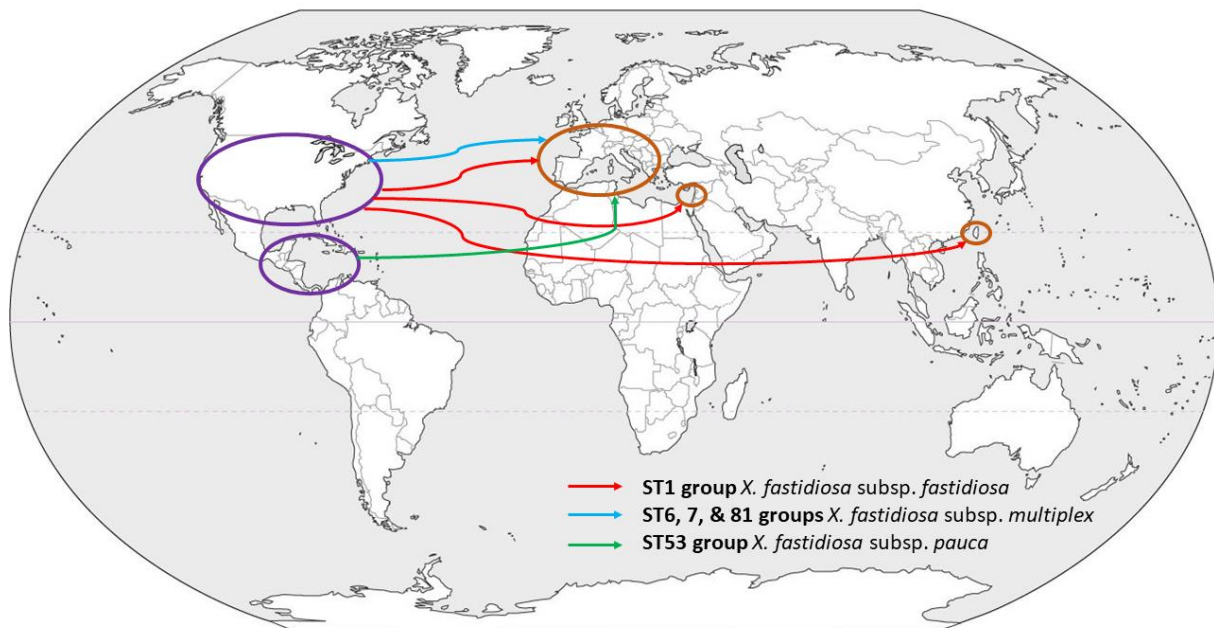 ST1 group X. fastidiosa subsp. fastidiosa
ST6, 7, & 81 groups X. fastidiosa subsp. multiplex
ST53 group X. fastidiosa subsp. pauca